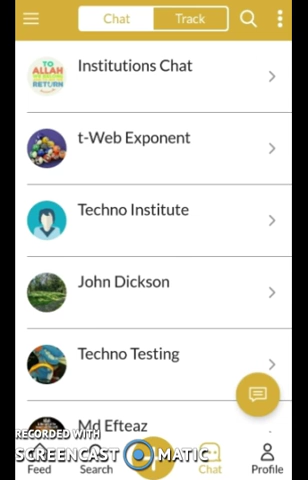 Chat Track
TO
ALLAH
RETURN
Institutions Chat
t-Web Exponent
Techno Institute
John Dickson
Techno Testing
Md Efteaz
RECORDED WITH
SCREENCAST MATIC
Feed Search Chat Profile